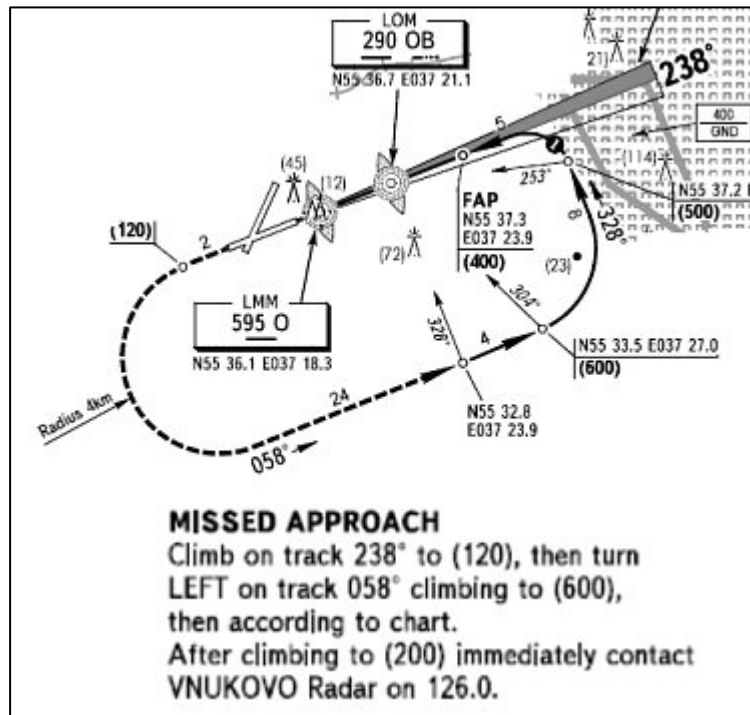 LOM
290 OB
N55 36.7 E037 21.1
21)
238°
400
GND
5
(45)
(12)
(114)
253°
N55 37.2 E
(500)
FAP
N55 37.3
E037 23.9
(400)
328°
8
(120)
2
(72)
(23)
LMM
595 O
N55 36.1 E037 18.3
304°
326°
4
N55 33.5 E037 27.0
(600)
24
N55 32.8
E037 23.9
Radius 4km
058°
MISSED APPROACH
Climb on track 238° to (120), then turn
LEFT on track 058° climbing to (600),
then according to chart.
After climbing to (200) immediately contact
VNUKOVO Radar on 126.0.